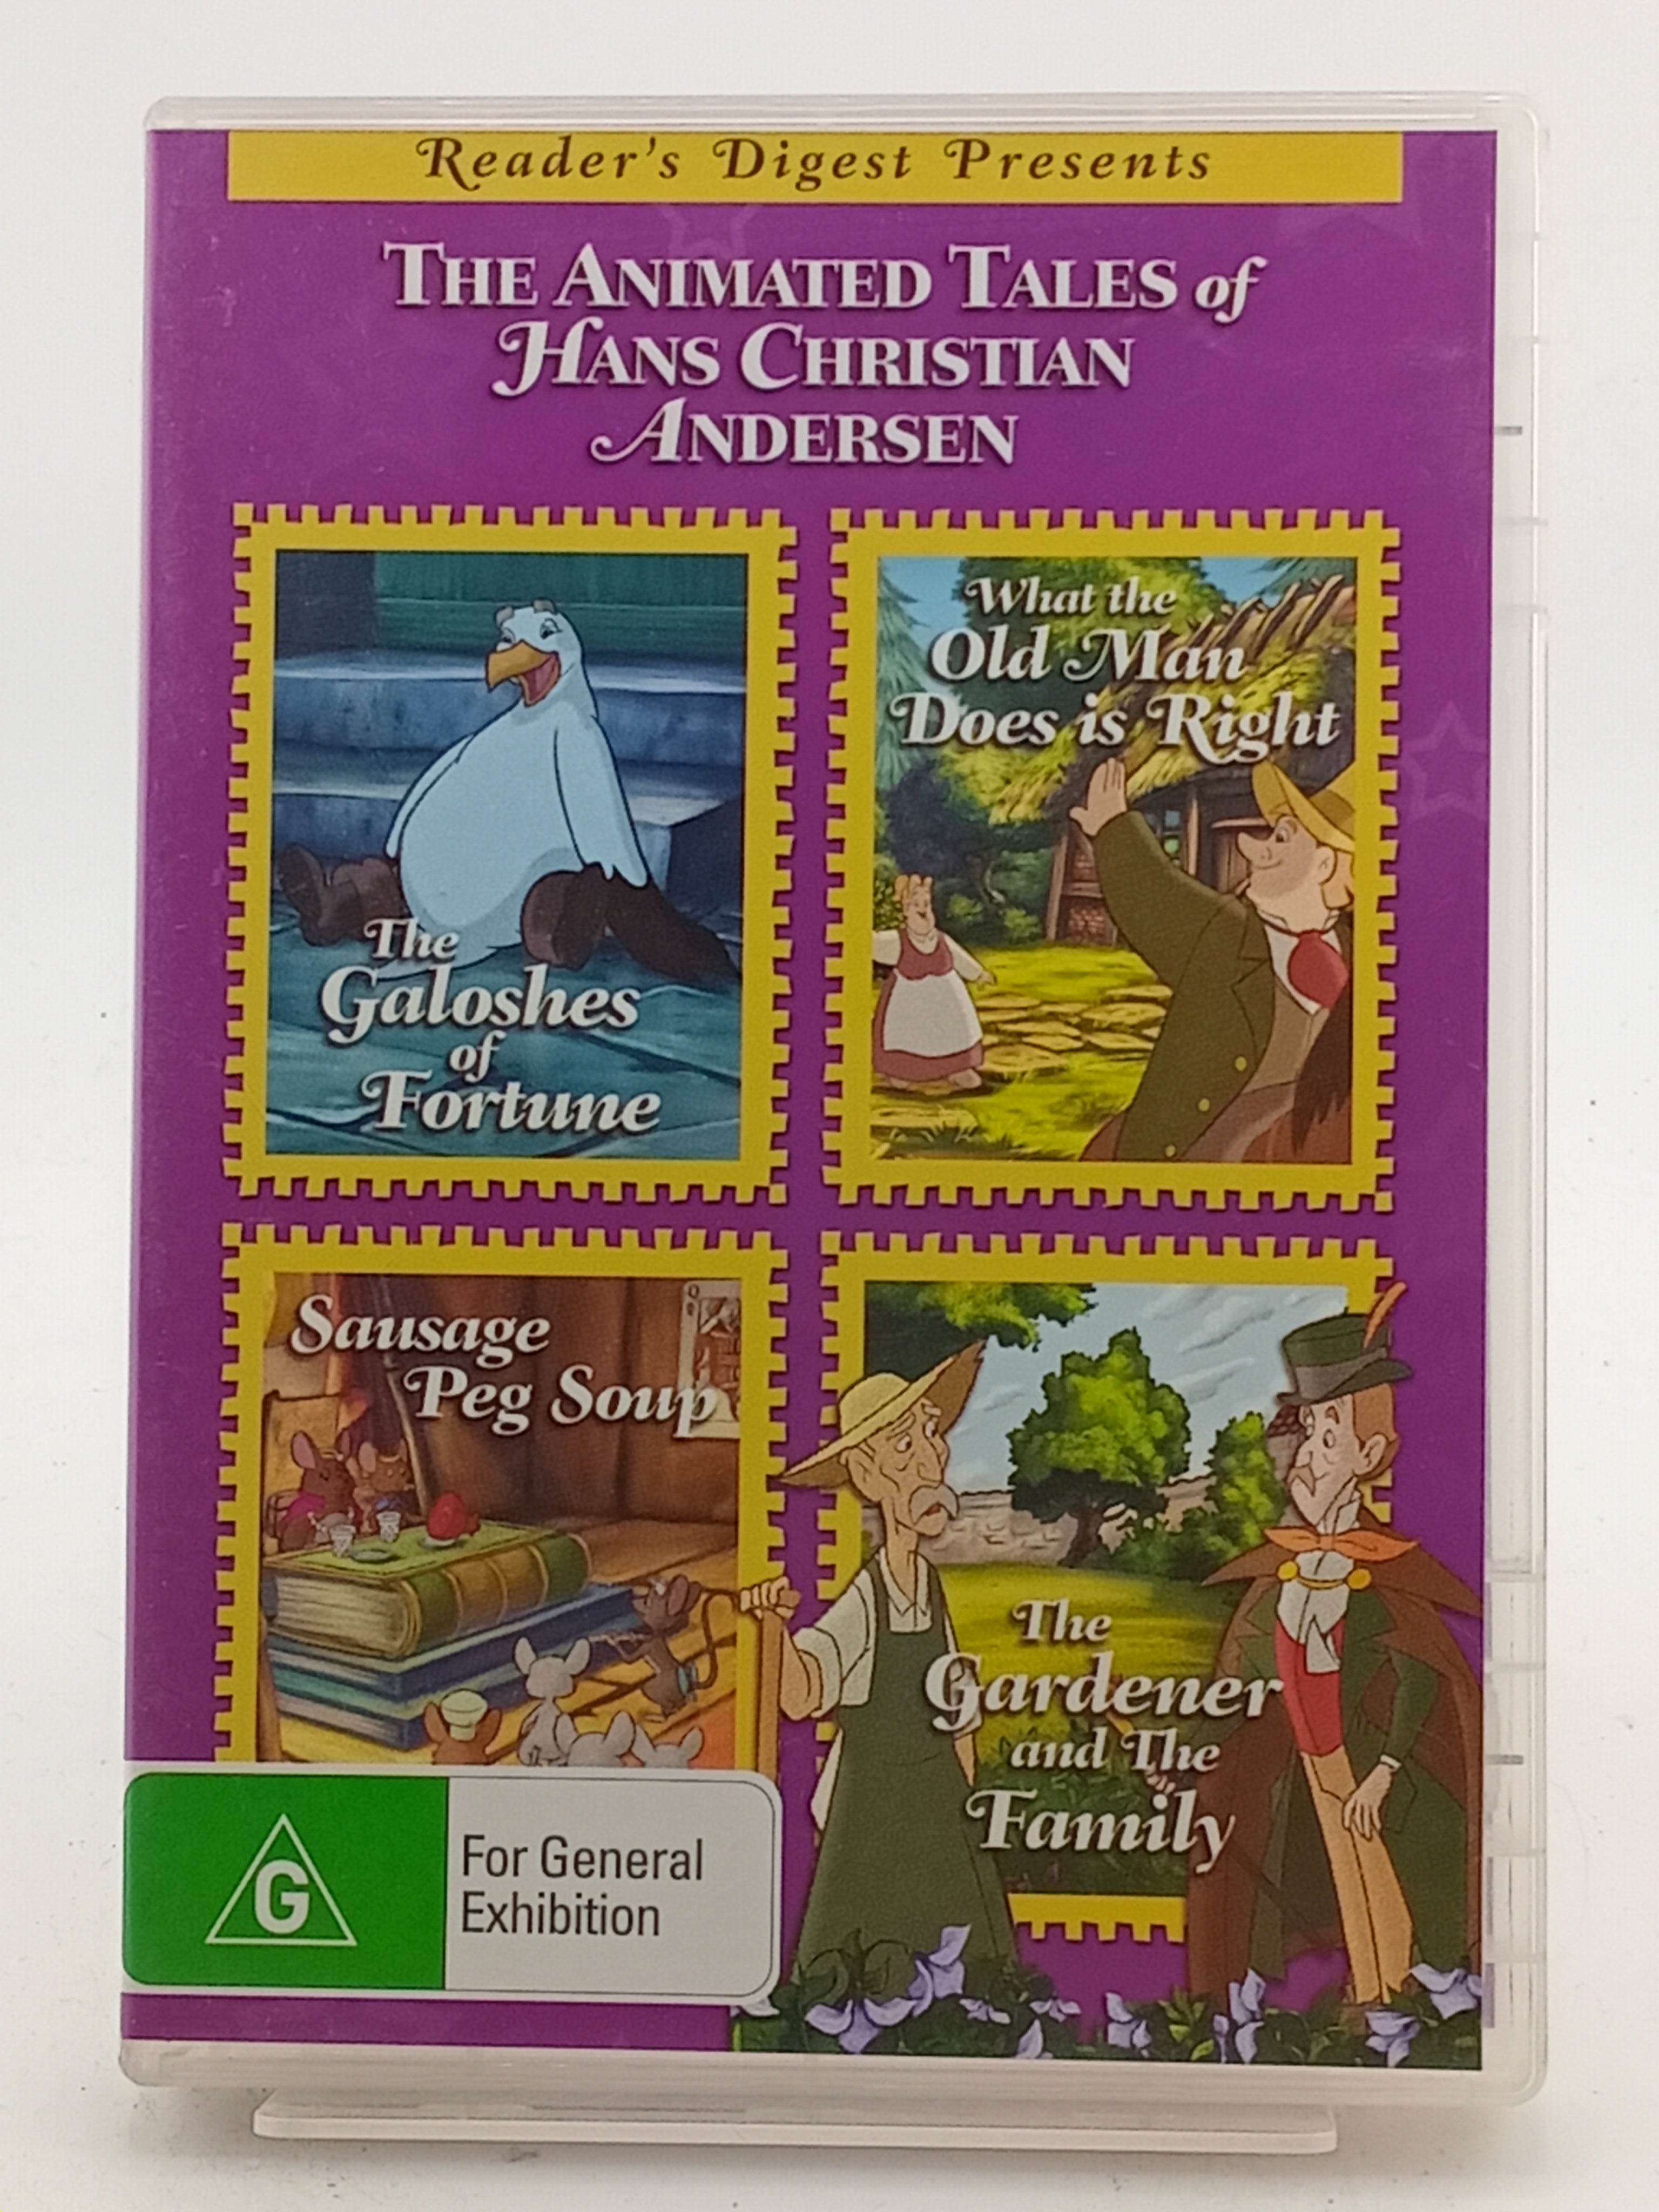 Reader's Digest Presents
THE ANIMATED TALES of
HANS CHRISTIAN
ANDERSEN
The
Galoshes
of
Fortune
What the
Old Man
Does is Right
Sausage
Peg Soup
The
Gardener
and The
Family
G
For General
Exhibition